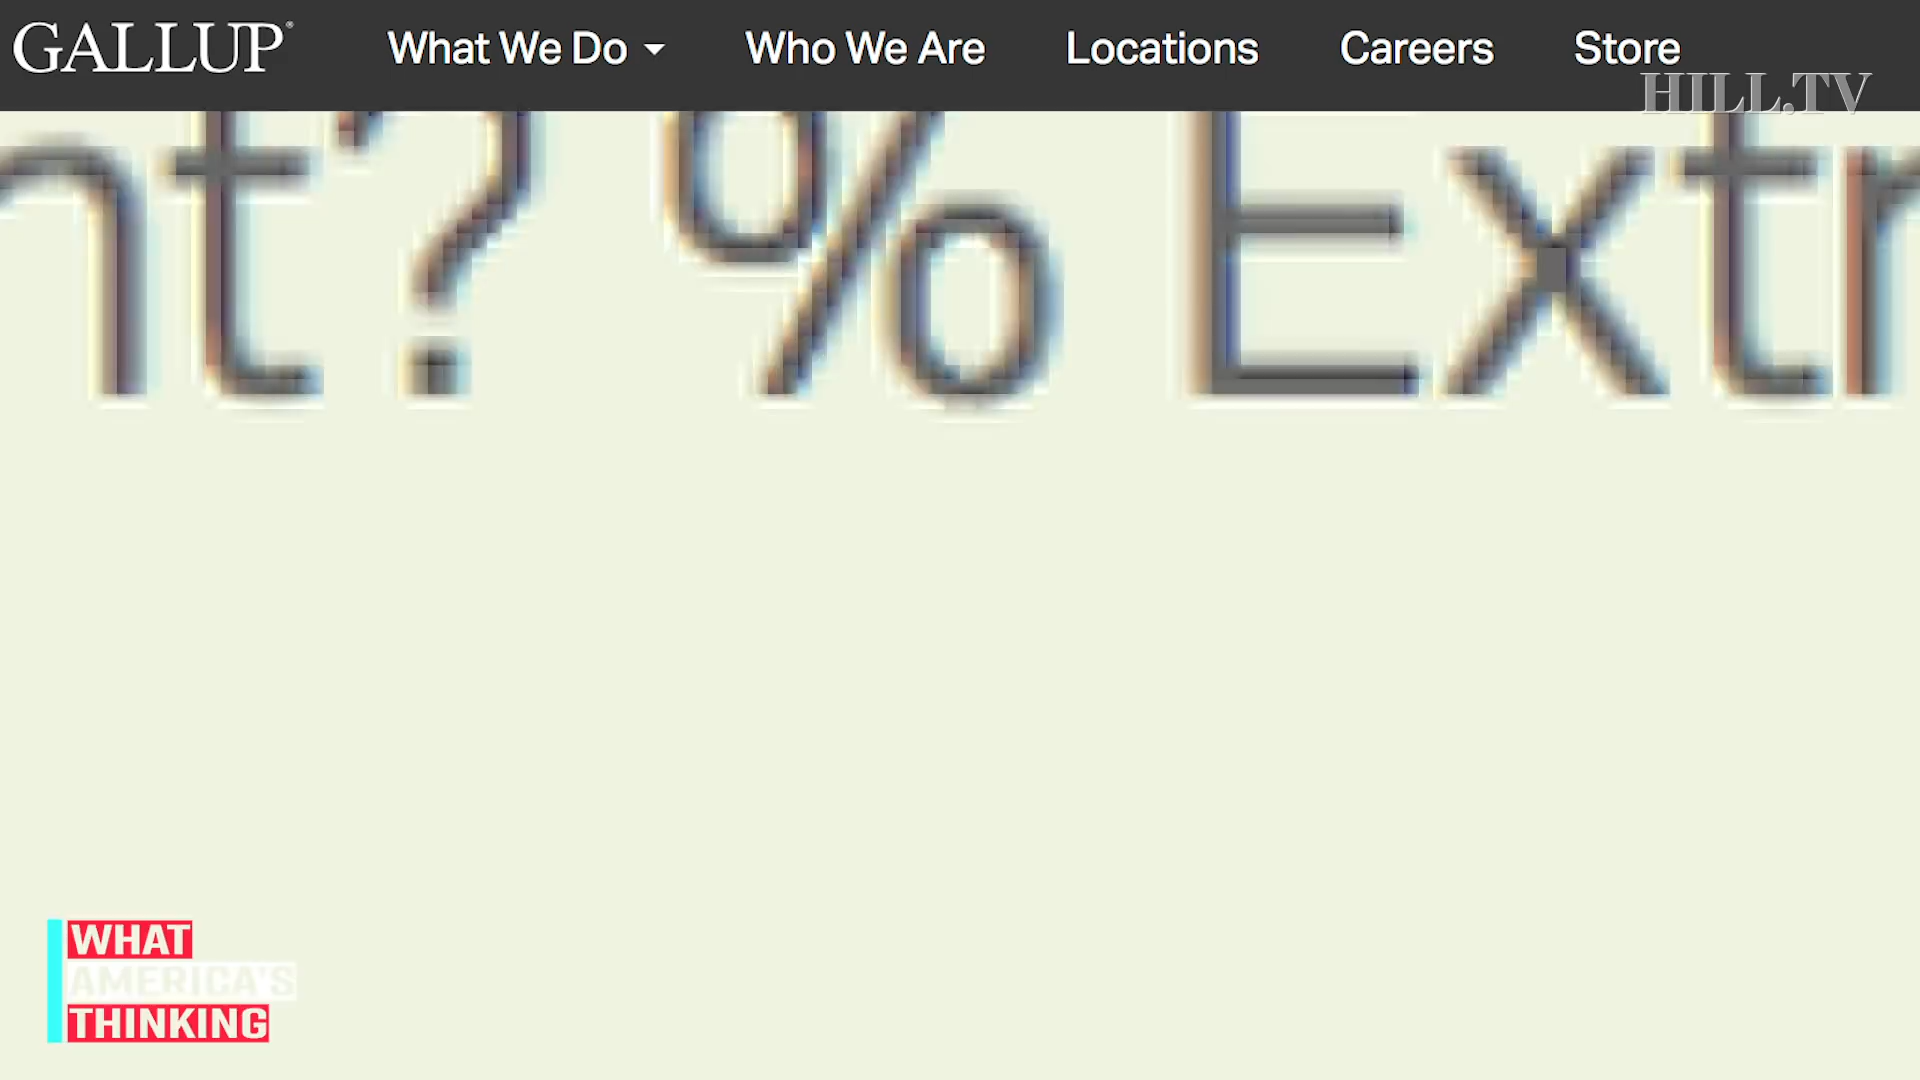 GALLUP® What We Do Who We Are Locations Careers Store
HILL.TV
nt? % Extr
WHAT
AMERICA'S
THINKING